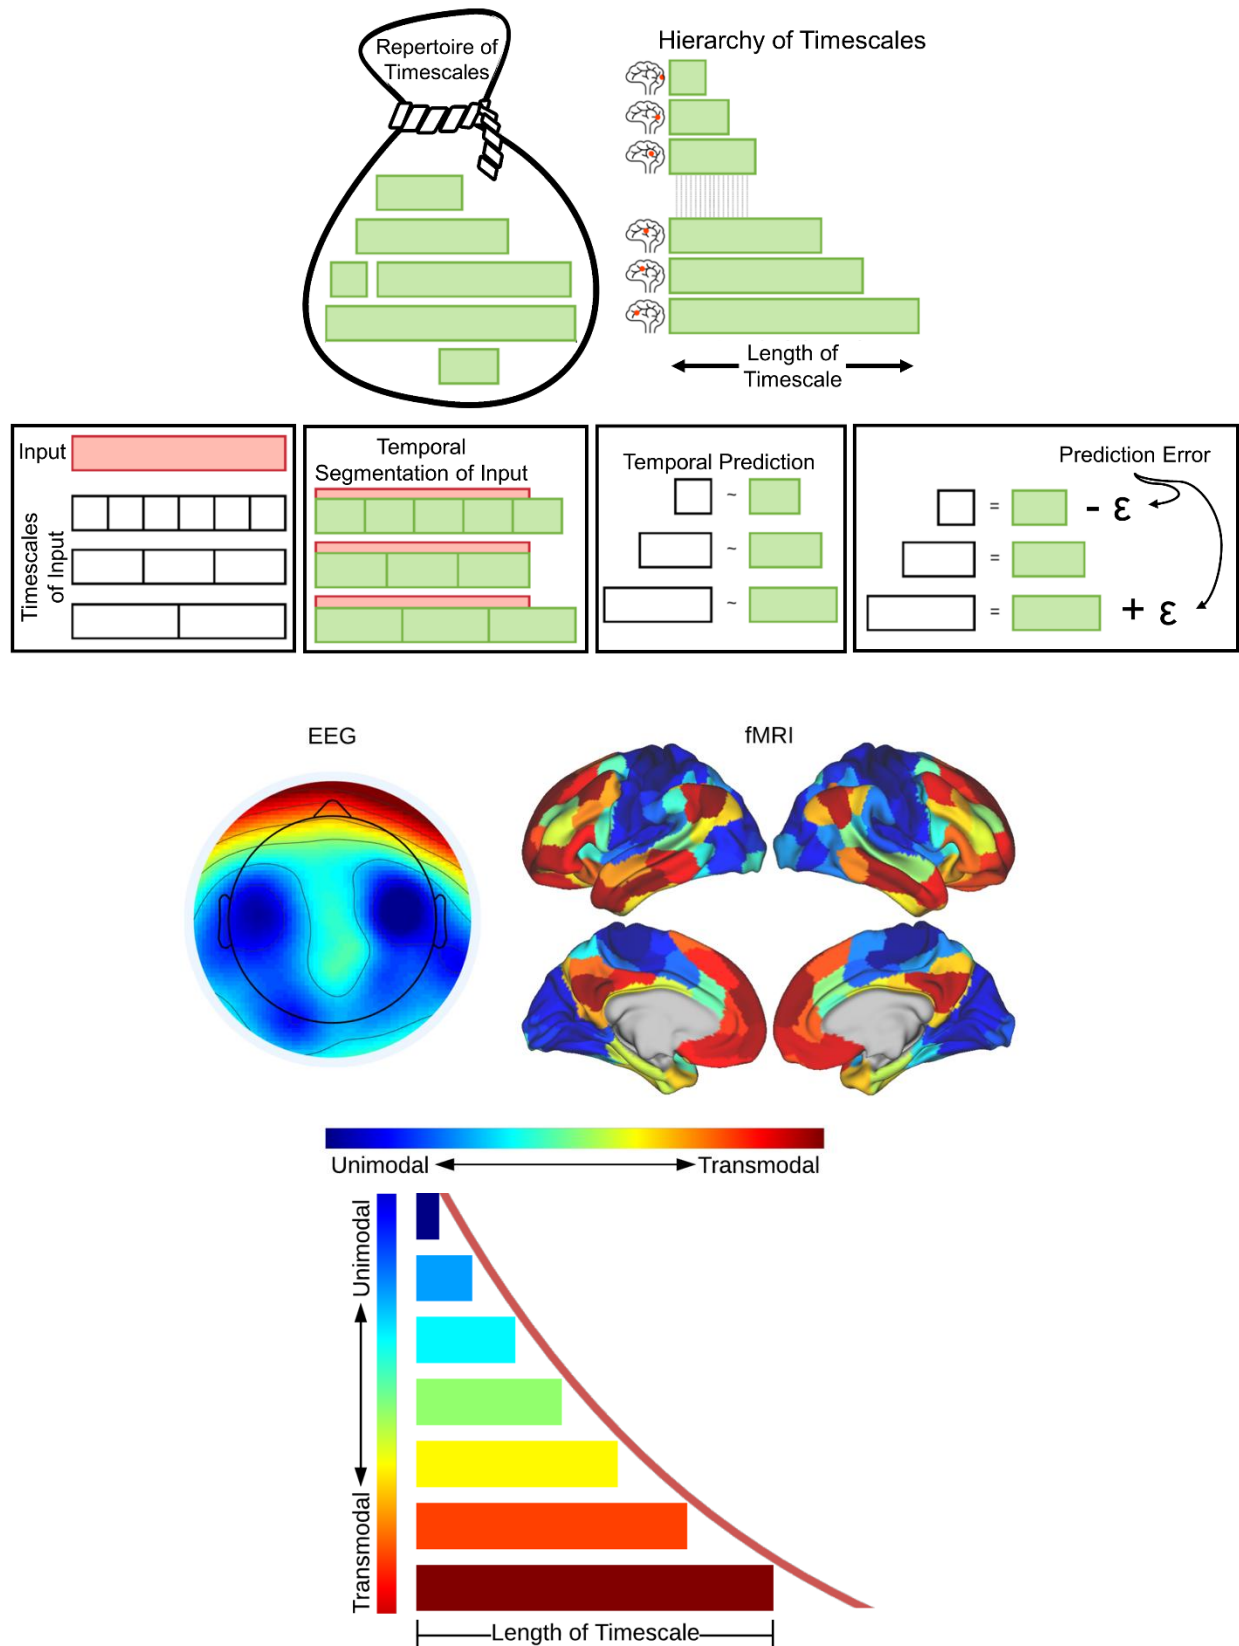 Repertoire of
Timescales
Hierarchy of Timescales
Length of
Timescale
Input
Timescales
of Input
Temporal
Segmentation of Input
Temporal Prediction
~
~
~
Prediction Error
= - ε
=
= + ε
EEG
fMRI
Unimodal
Transmodal
Unimodal
Transmodal
Length of Timescale